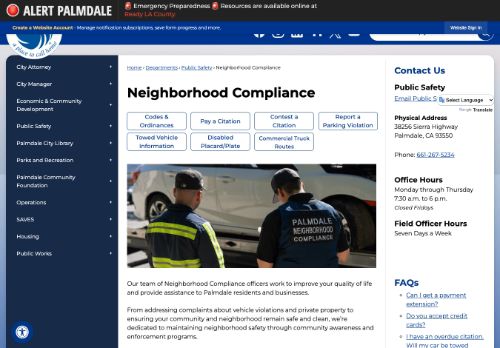 ALERT PALMDALE
🚨 Emergency Preparedness 🚨 Resources are available online at
Ready LA County.
Create a Website Account - Manage notification subscriptions, save form progress and more.
Website Sign In
a place to call home
City Attorney
City Manager
Economic & Community
Development
Public Safety
Palmdale City Library
Parks and Recreation
Palmdale Community
Foundation
Operations
SAVES
Housing
Public Works
Home › Departments › Public Safety › Neighborhood Compliance
Neighborhood Compliance
Codes &
Ordinances
Pay a Citation
Contest a
Citation
Report a
Parking Violation
Towed Vehicle
Information
Disabled
Placard/Plate
Commercial Truck
Routes
PALMDALE
NEIGHBORHOOD
COMPLIANCE
Our team of Neighborhood Compliance officers work to improve your quality of life
and provide assistance to Palmdale residents and businesses.
From addressing complaints about vehicle violations and private property to
ensuring your community and neighborhood remain safe and clean, we're
dedicated to maintaining neighborhood safety through community awareness and
enforcement programs.
Contact Us
Public Safety
Email Public S
Select Language
Translate
Physical Address
38256 Sierra Highway
Palmdale, CA 93550
Phone: 661-267-5234
Office Hours
Monday through Thursday
7:30 a.m. to 6 p.m.
Closed Fridays
Field Officer Hours
Seven Days a Week
FAQs
Can I get a payment
extension?
Do you accept credit
cards?
I have an overdue citation.
Will my car be towed